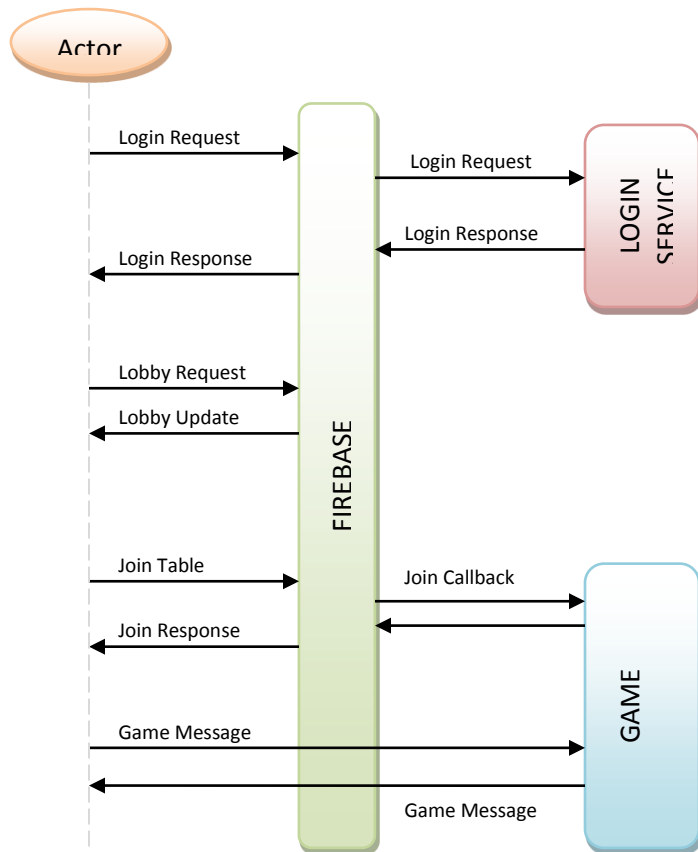 Actor
Login Request
Login Request
LOGIN
SERVICE
Login Response
Login Response
Lobby Request
Lobby Update
FIREBASE
Join Table
Join Callback
Join Response
GAME
Game Message
Game Message